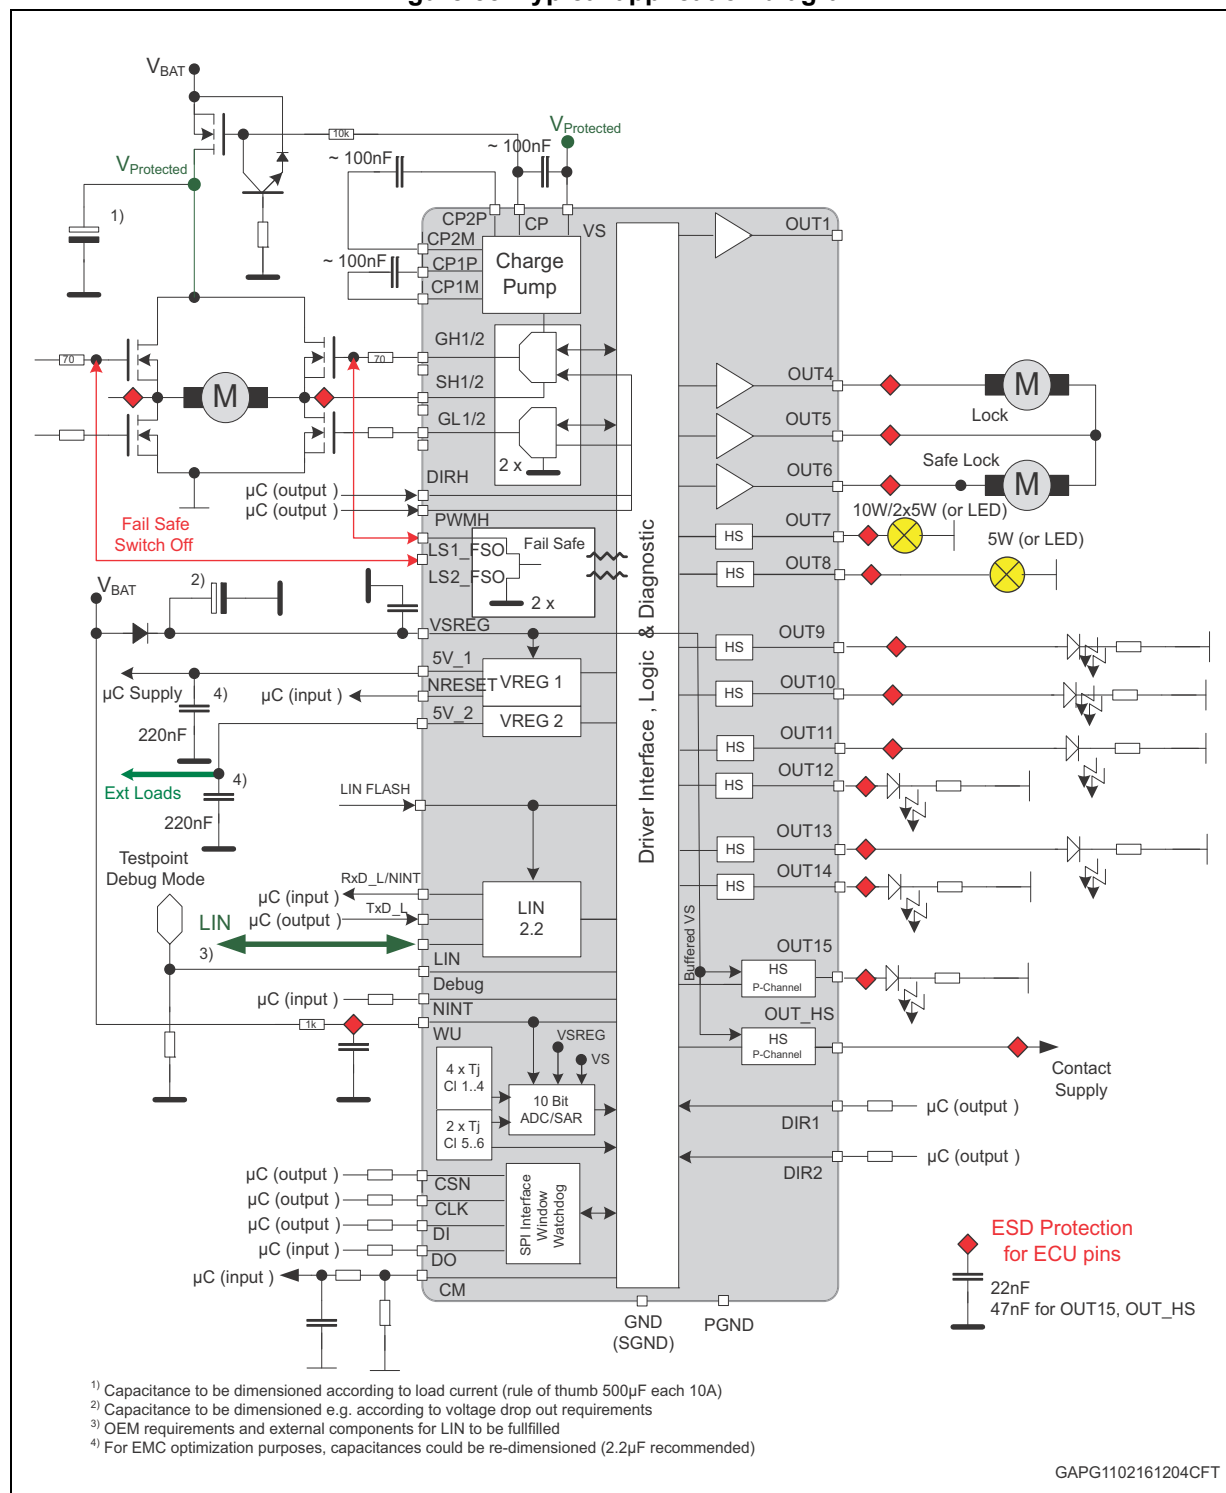 V_BAT
10k
V_Protected
V_Protected
~ 100nF
~ 100nF
1)
CP2P
CP
VS
OUT1
CP2M
CP1P
CP1M
~ 100nF
Charge
Pump
GH1/2
70
70
SH1/2
M
GL1/2
2 x
OUT4
M
Lock
OUT5
Safe Lock
OUT6
M
DIRH
µC (output )
µC (output )
PWMH
Fail Safe
Switch Off
LS1_FSO
LS2_FSO
Fail Safe
2 x
Driver Interface , Logic & Diagnostic
10W/2x5W (or LED)
OUT7
HS
5W (or LED)
OUT8
HS
V_BAT
2)
VSREG
OUT9
HS
5V_1
VREG 1
µC Supply
4)
µC (input )
NRESET
OUT10
HS
5V_2
VREG 2
220nF
OUT11
HS
Ext Loads
4)
220nF
OUT12
HS
LIN FLASH
OUT13
HS
Testpoint
Debug Mode
RxD_L/NINT
µC (input )
OUT14
HS
TxD_L
µC (output )
LIN
2.2
LIN
3)
LIN
Buffered VS
OUT15
HS
P-Channel
Debug
µC (input )
NINT
1k
WU
OUT_HS
HS
P-Channel
Contact
Supply
VSREG
VS
4 x Tj
Cl 1..4
10 Bit
ADC/SAR
2 x Tj
Cl 5..6
µC (output )
DIR1
µC (output )
DIR2
µC (output )
CSN
µC (output )
CLK
µC (output )
DI
µC (input )
DO
SPI Interface
Window
Watchdog
µC (input )
CM
GND
(SGND)
PGND
ESD Protection
for ECU pins
22nF
47nF for OUT15, OUT_HS
1) Capacitance to be dimensioned according to load current (rule of thumb 500µF each 10A)
2) Capacitance to be dimensioned e.g. according to voltage drop out requirements
3) OEM requirements and external components for LIN to be fullfilled
4) For EMC optimization purposes, capacitances could be re-dimensioned (2.2µF recommended)
GAPG1102161204CFT